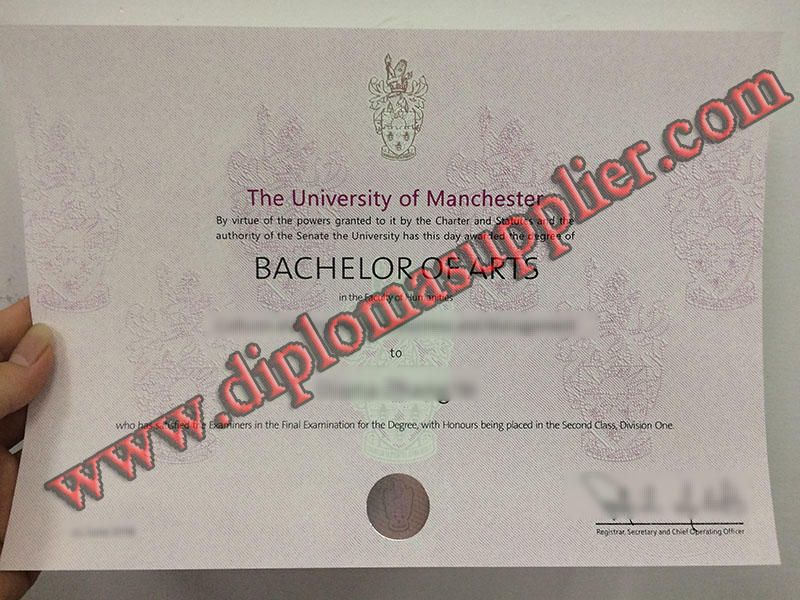 The University of Manchester
By virtue of the powers granted to it by the Charter and Statutes and the
authority of the Senate the University has this day awarded the degree of
BACHELOR OF ARTS
in the Faculty of Humanities
to
who has satisfied the Examiners in the Final Examination for the Degree, with Honours being placed in the Second Class, Division One.
Registrar, Secretary and Chief Operating Officer
www.diplomasupplier.com